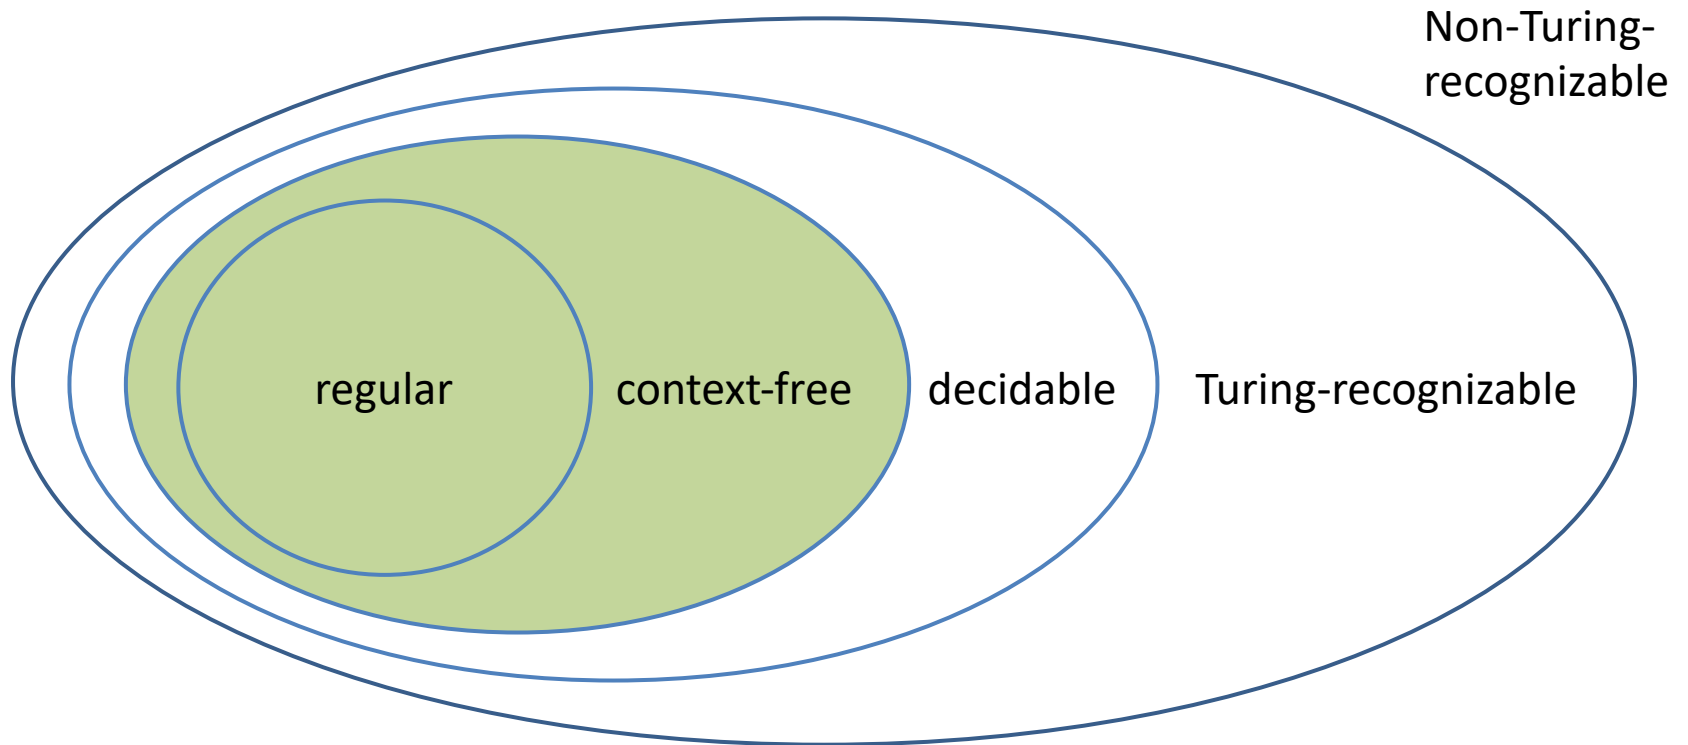 Non-Turing-
recognizable
regular
context-free
decidable
Turing-recognizable